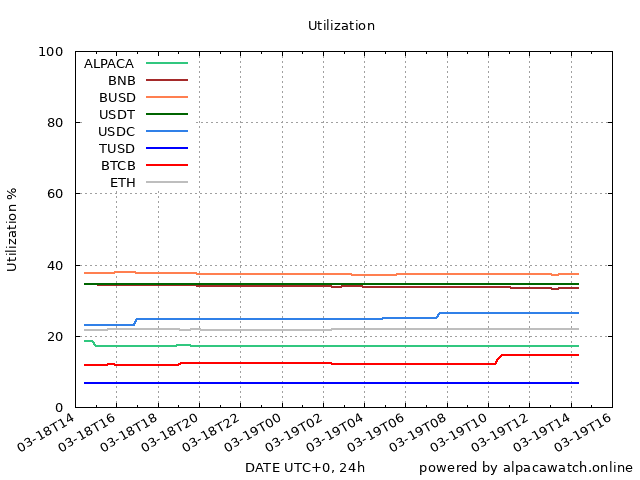 Utilization
100
80
60
40
20
0
Utilization %
ALPACA
BNB
BUSD
USDT
USDC
TUSD
BTCB
ETH
03-18T14
03-18T16
03-18T18
03-18T20
03-18T22
03-19T00
03-19T02
03-19T04
03-19T06
03-19T08
03-19T10
03-19T12
03-19T14
03-19T16
DATE UTC+0, 24h
powered by alpacawatch.online